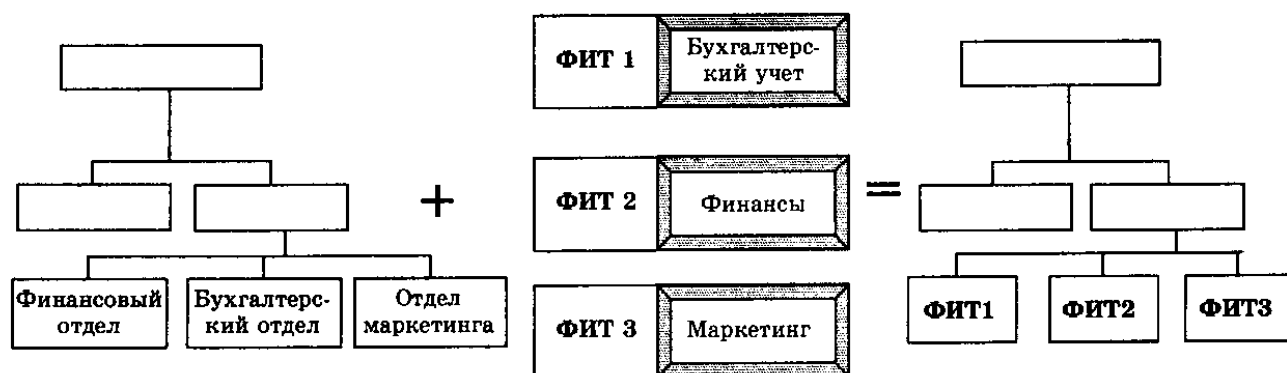 Финансовый
отдел
Бухгалтерс-
кий отдел
Отдел
маркетинга
+
ФИТ 1
Бухгалтерс-
кий учет
ФИТ 2
Финансы
ФИТ 3
Маркетинг
=
ФИТ1
ФИТ2
ФИТ3